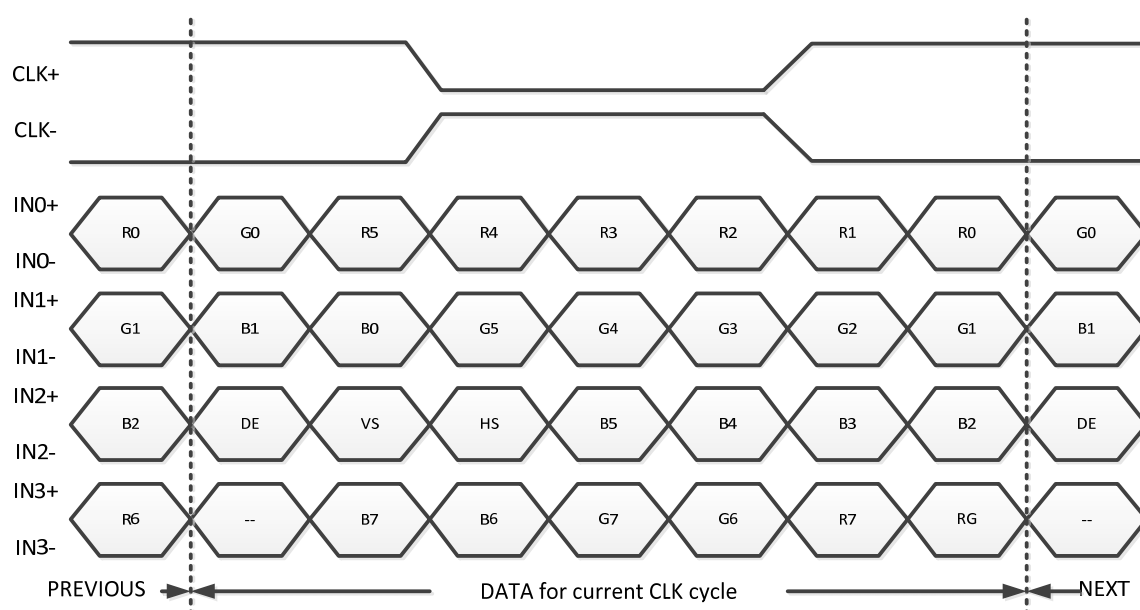 CLK+
CLK-
IN0+
R0 G0 R5 R4 R3 R2 R1 R0 G0
IN0-
IN1+
G1 B1 B0 G5 G4 G3 G2 G1 B1
IN1-
IN2+
B2 DE VS HS B5 B4 B3 B2 DE
IN2-
IN3+
R6 -- B7 B6 G7 G6 R7 RG --
IN3-
PREVIOUS DATA for current CLK cycle NEXT